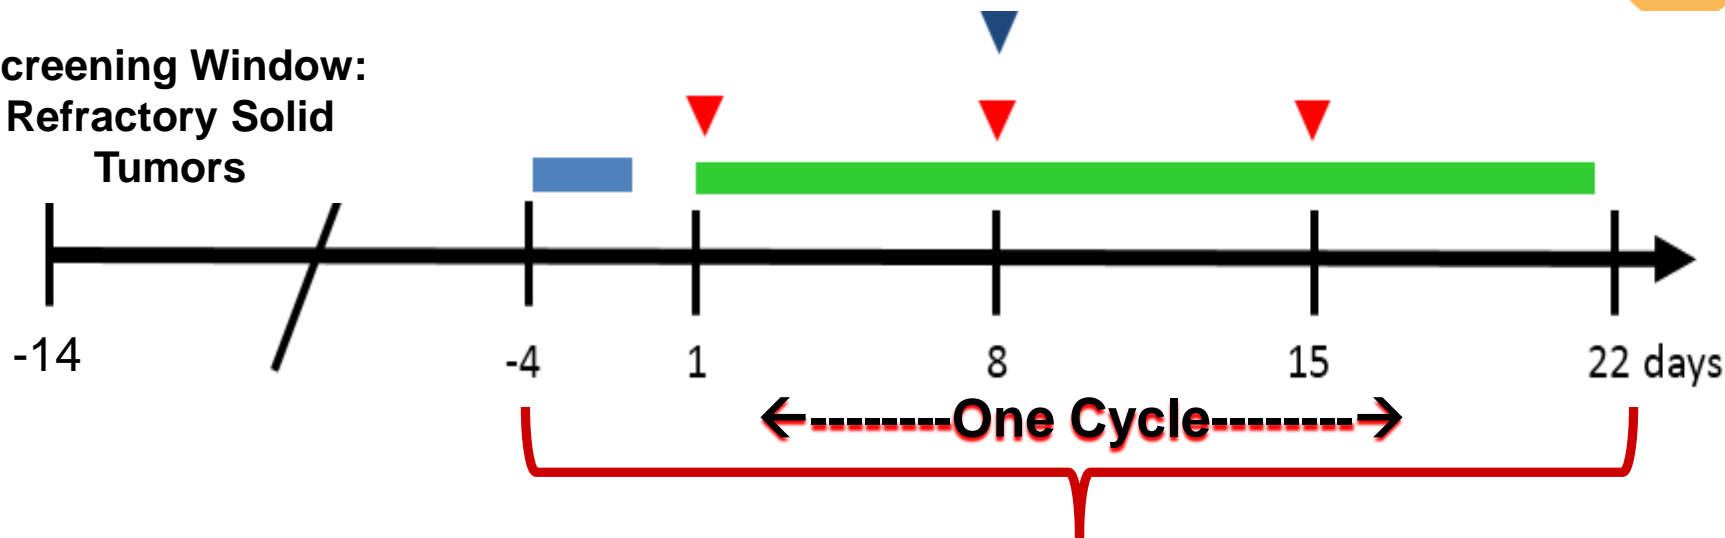 creening Window:
Refractory Solid
Tumors
-14
-4
1
8
15
22 days
←--------One Cycle--------→